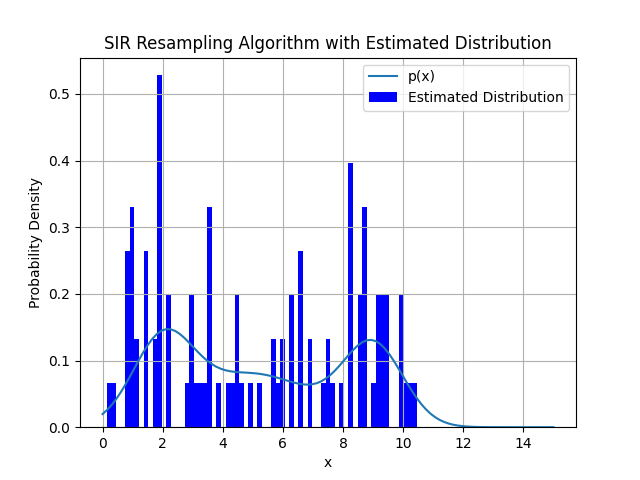 SIR Resampling Algorithm with Estimated Distribution
p(x)
Estimated Distribution
Probability Density
0.5
0.4
0.3
0.2
0.1
0.0
0 2 4 6 8 10 12 14
x